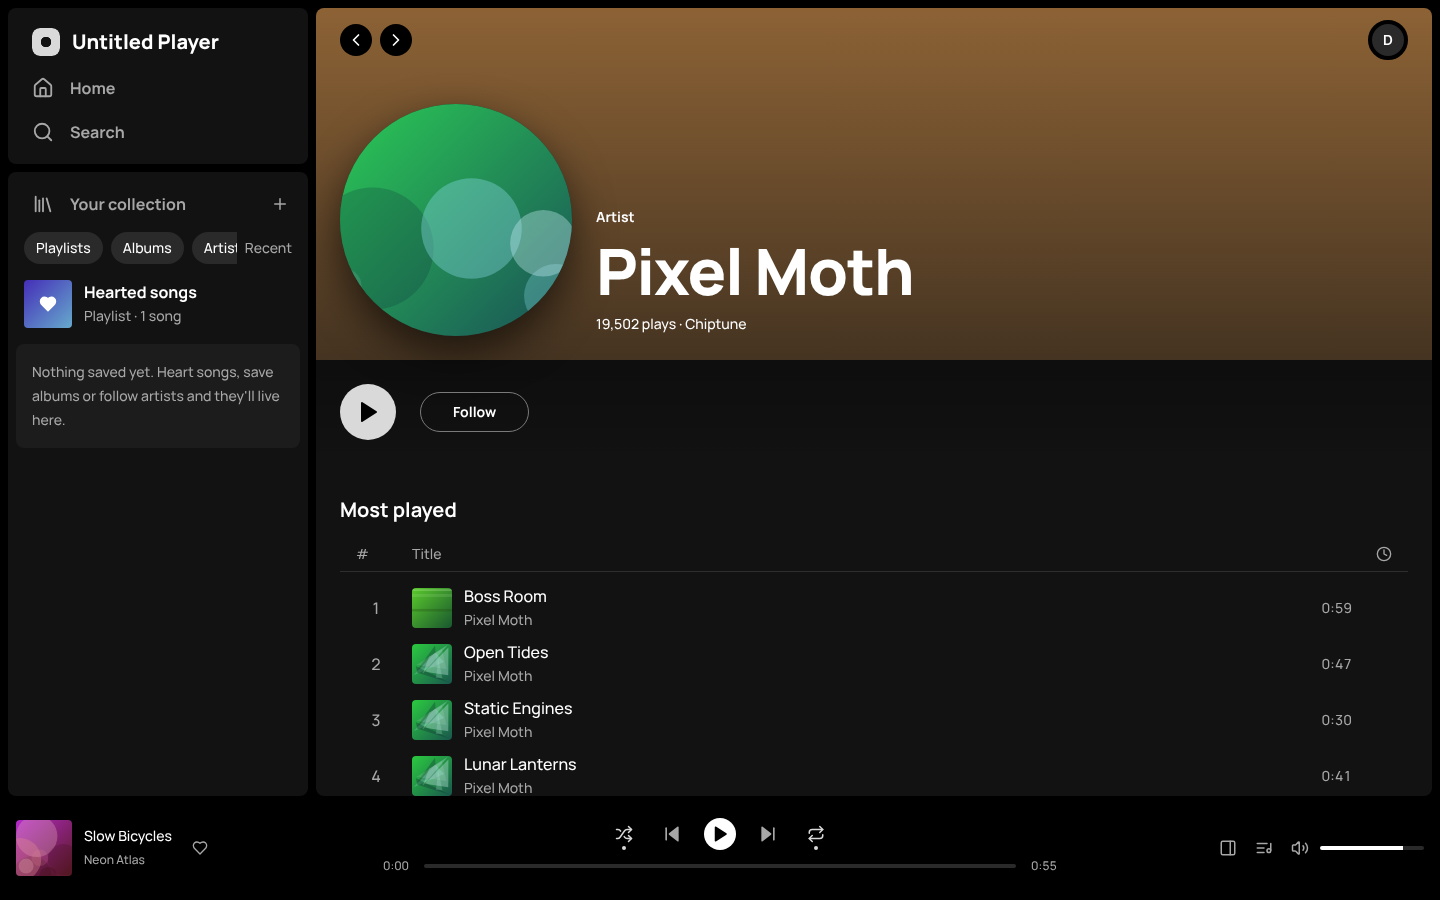 Untitled Player
Home
Search
Your collection
Playlists
Albums
Artist
Recent
Hearted songs
Playlist · 1 song
Nothing saved yet. Heart songs, save
albums or follow artists and they'll live
here.
D
Artist
Pixel Moth
19,502 plays · Chiptune
Follow
Most played
# Title
1 Boss Room 0:59
Pixel Moth
2 Open Tides 0:47
Pixel Moth
3 Static Engines 0:30
Pixel Moth
4 Lunar Lanterns 0:41
Pixel Moth
Slow Bicycles
Neon Atlas
0:00
0:55